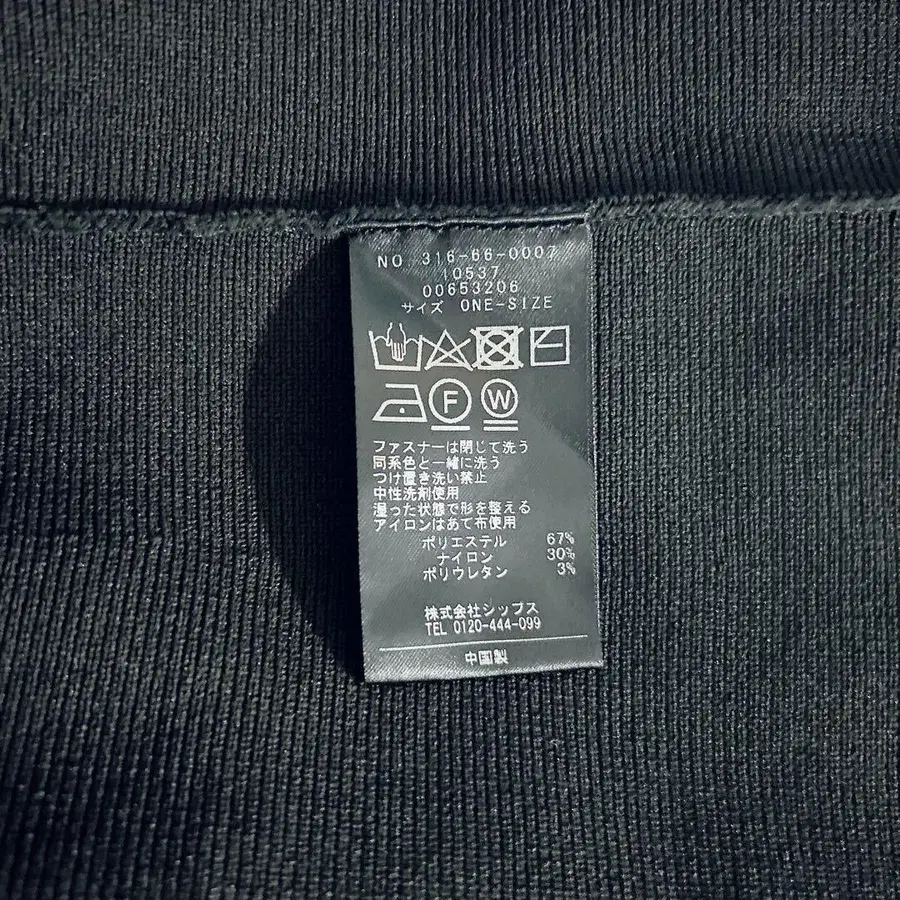 NO. 316-66-0007
10537
00653206
サイズ ONE-SIZE
F W
ファスナーは閉じて洗う
同系色と一緒に洗う
つけ置き洗い禁止
中性洗剤使用
湿った状態で形を整える
アイロンはあて布使用
ポリエステル 67%
ナイロン 30%
ポリウレタン 3%
株式会社シップス
TEL 0120-444-099
中国製